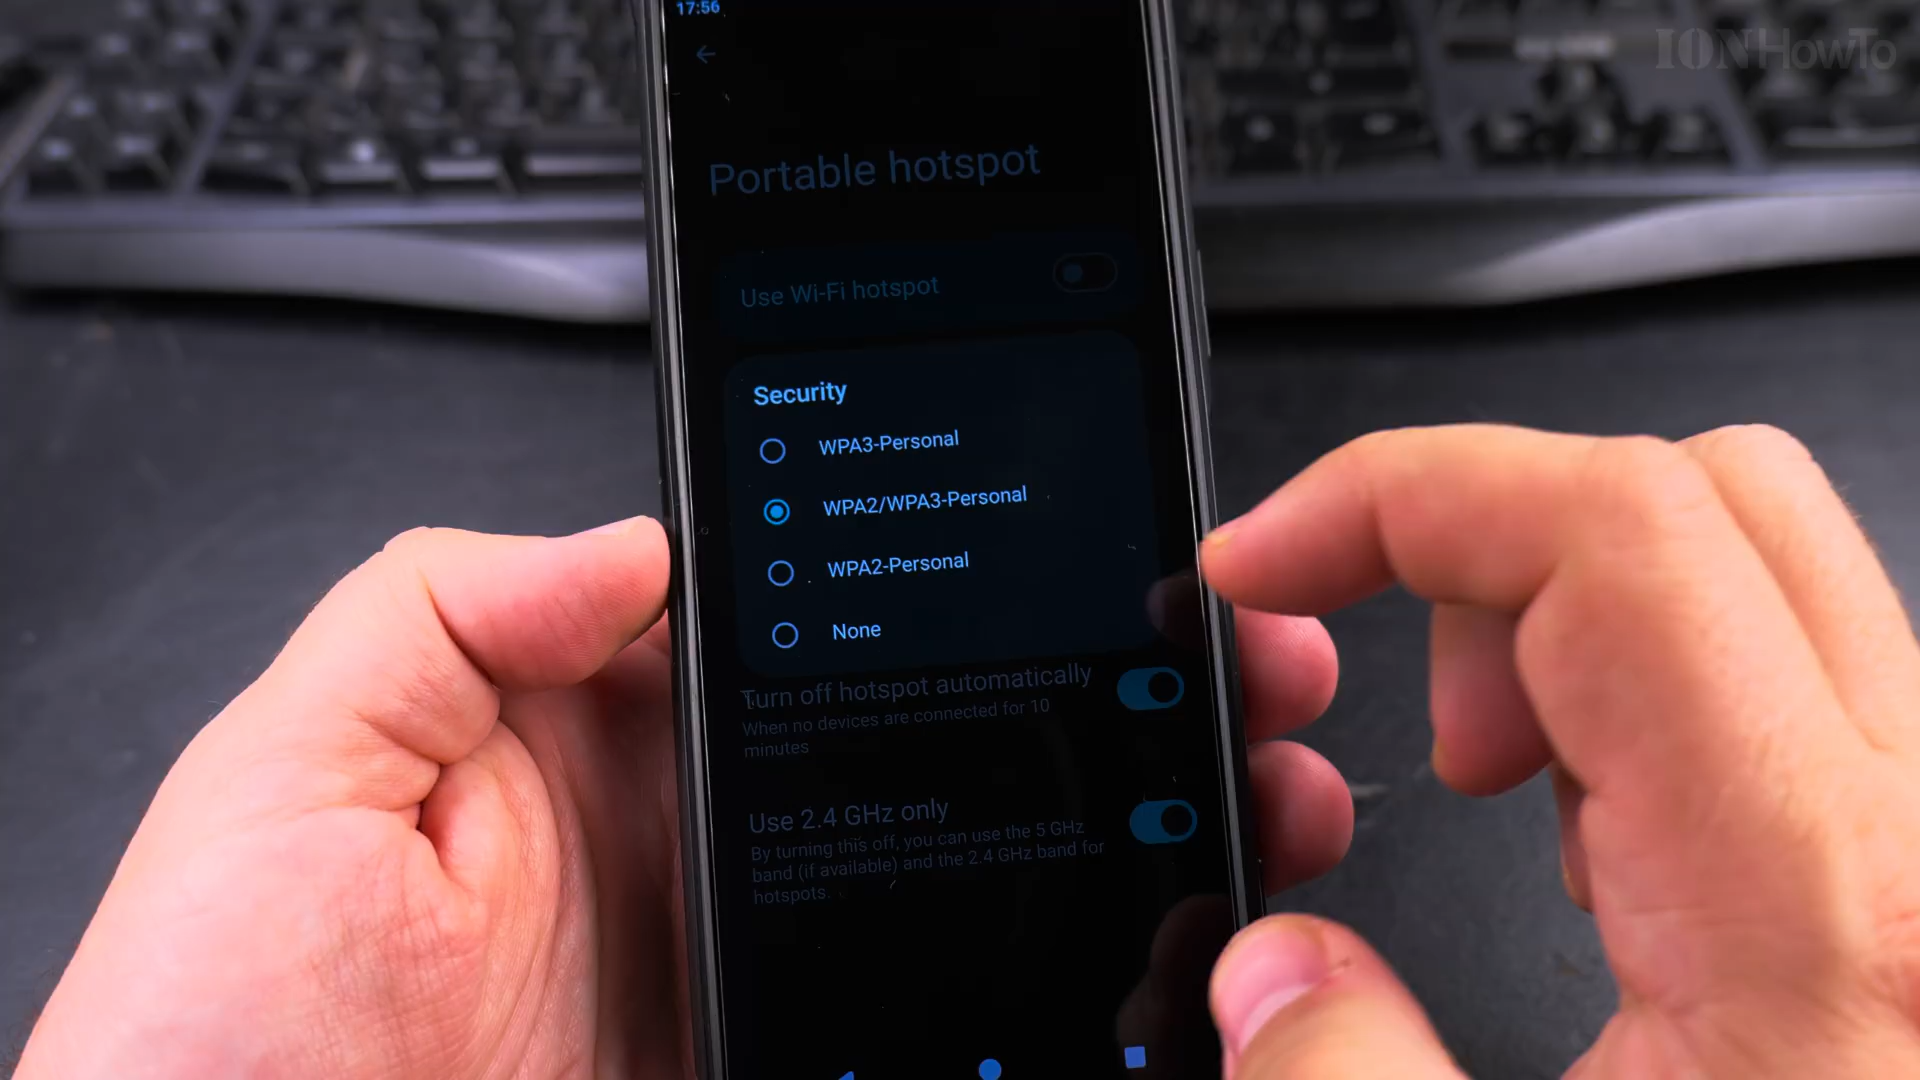 IONHowTo
17:56
Portable hotspot
Use Wi-Fi hotspot
Security
WPA3-Personal
WPA2/WPA3-Personal
WPA2-Personal
None
Turn off hotspot automatically
When no devices are connected for 10
minutes
Use 2.4 GHz only
By turning this off, you can use the 5 GHz
band (if available) and the 2.4 GHz band for
hotspots.